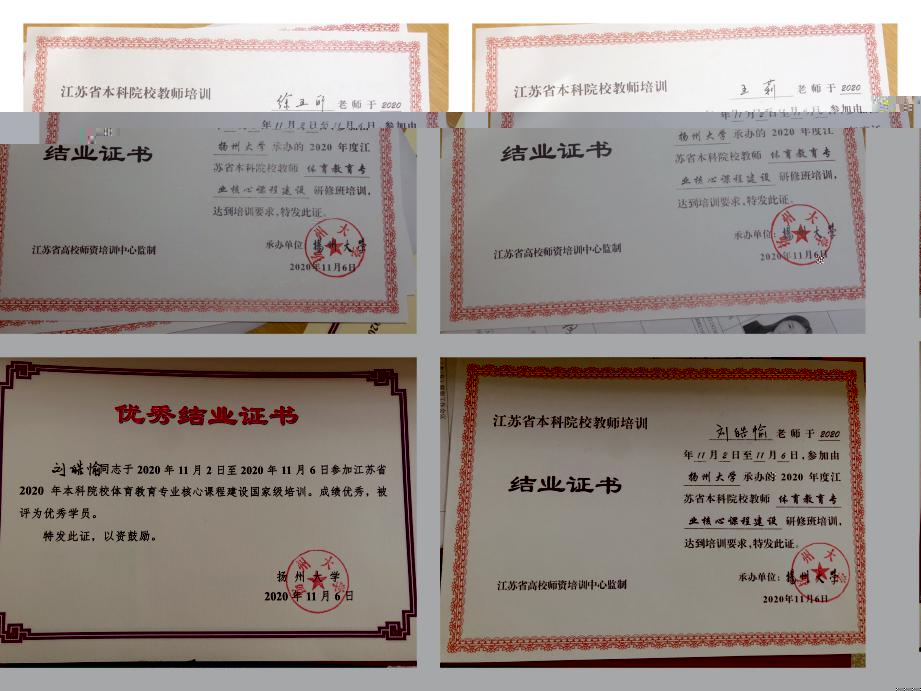 江苏省本科院校教师培训
结业证书
江苏省高校师资培训中心监制
老师于2020
年11月2日至11月6日,参加由
扬州大学承办的 2020 年度江
苏省本科院校教师 体育教育专
业核心课程建设 研修班培训,
达到培训要求,特发此证。
承办单位:扬州大学
2020年11月6日
江苏省本科院校教师培训
结业证书
江苏省高校师资培训中心监制
王莉 老师于2020
年11月2日至11月6日,参加由
扬州大学承办的 2020 年度江
苏省本科院校教师 体育教育专
业核心课程建设 研修班培训,
达到培训要求,特发此证。
承办单位:扬州大学
2020年11月6日
优秀结业证书
刘皓愉同志于 2020 年 11 月 2 日至 2020 年 11 月 6 日参加江苏省
2020 年本科院校体育教育专业核心课程建设国家级培训。成绩优秀,被
评为优秀学员。
特发此证,以资鼓励。
扬州大学
2020 年 11 月 6 日
江苏省本科院校教师培训
结业证书
江苏省高校师资培训中心监制
刘皓愉 老师于 2020
年11月2日至11月6日,参加由
扬州大学 承办的 2020 年度江
苏省本科院校教师 体育教育专
业核心课程建设 研修班培训,
达到培训要求,特发此证。
承办单位:扬州大学
2020年11月6日